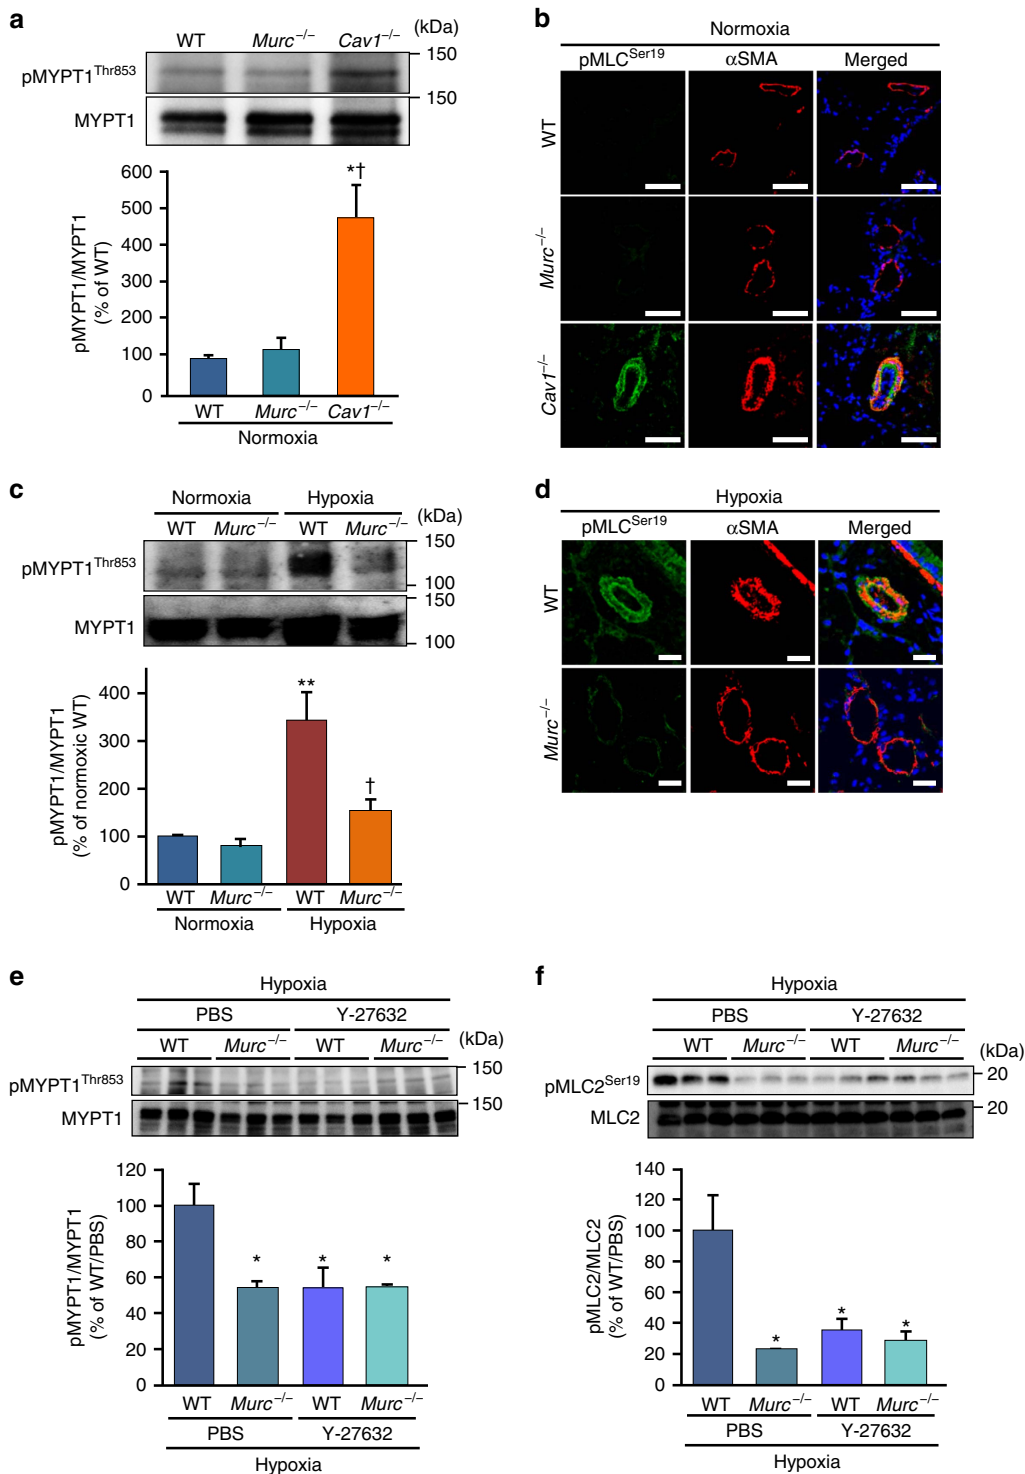 a
WT Murc−/− Cav1−/− (kDa)
pMYPT1Thr853
150
MYPT1
150
pMYPT1/MYPT1
(% of WT)
600
500
400
300
200
100
0
*†
WT Murc−/− Cav1−/−
Normoxia
b
Normoxia
pMLCSer19 αSMA Merged
WT
Murc−/−
Cav1−/−
c
Normoxia Hypoxia
WT Murc−/− WT Murc−/− (kDa)
pMYPT1Thr853
150
100
MYPT1
150
100
pMYPT1/MYPT1
(% of normoxic WT)
400
300
200
100
0
**
†
WT Murc−/− WT Murc−/−
Normoxia Hypoxia
d
Hypoxia
pMLCSer19 αSMA Merged
WT
Murc−/−
e
Hypoxia
PBS Y-27632
WT Murc−/− WT Murc−/− (kDa)
pMYPT1Thr853
150
MYPT1
150
pMYPT1/MYPT1
(% of WT/PBS)
120
100
80
60
40
20
0
* * *
WT Murc−/− WT Murc−/−
PBS Y-27632
Hypoxia
f
Hypoxia
PBS Y-27632
WT Murc−/− WT Murc−/− (kDa)
pMLC2Ser19
20
MLC2
20
pMLC2/MLC2
(% of WT/PBS)
140
120
100
80
60
40
20
0
* * *
WT Murc−/− WT Murc−/−
PBS Y-27632
Hypoxia